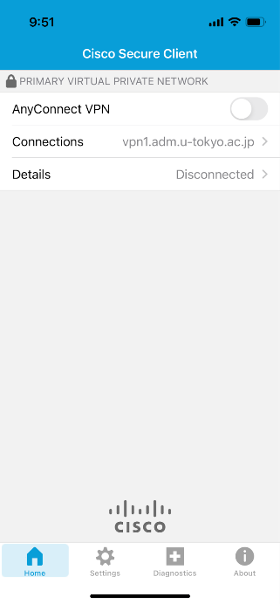 9:51
Cisco Secure Client
PRIMARY VIRTUAL PRIVATE NETWORK
AnyConnect VPN
Connections vpn1.adm.u-tokyo.ac.jp
Details Disconnected
CISCO
Home Settings Diagnostics About